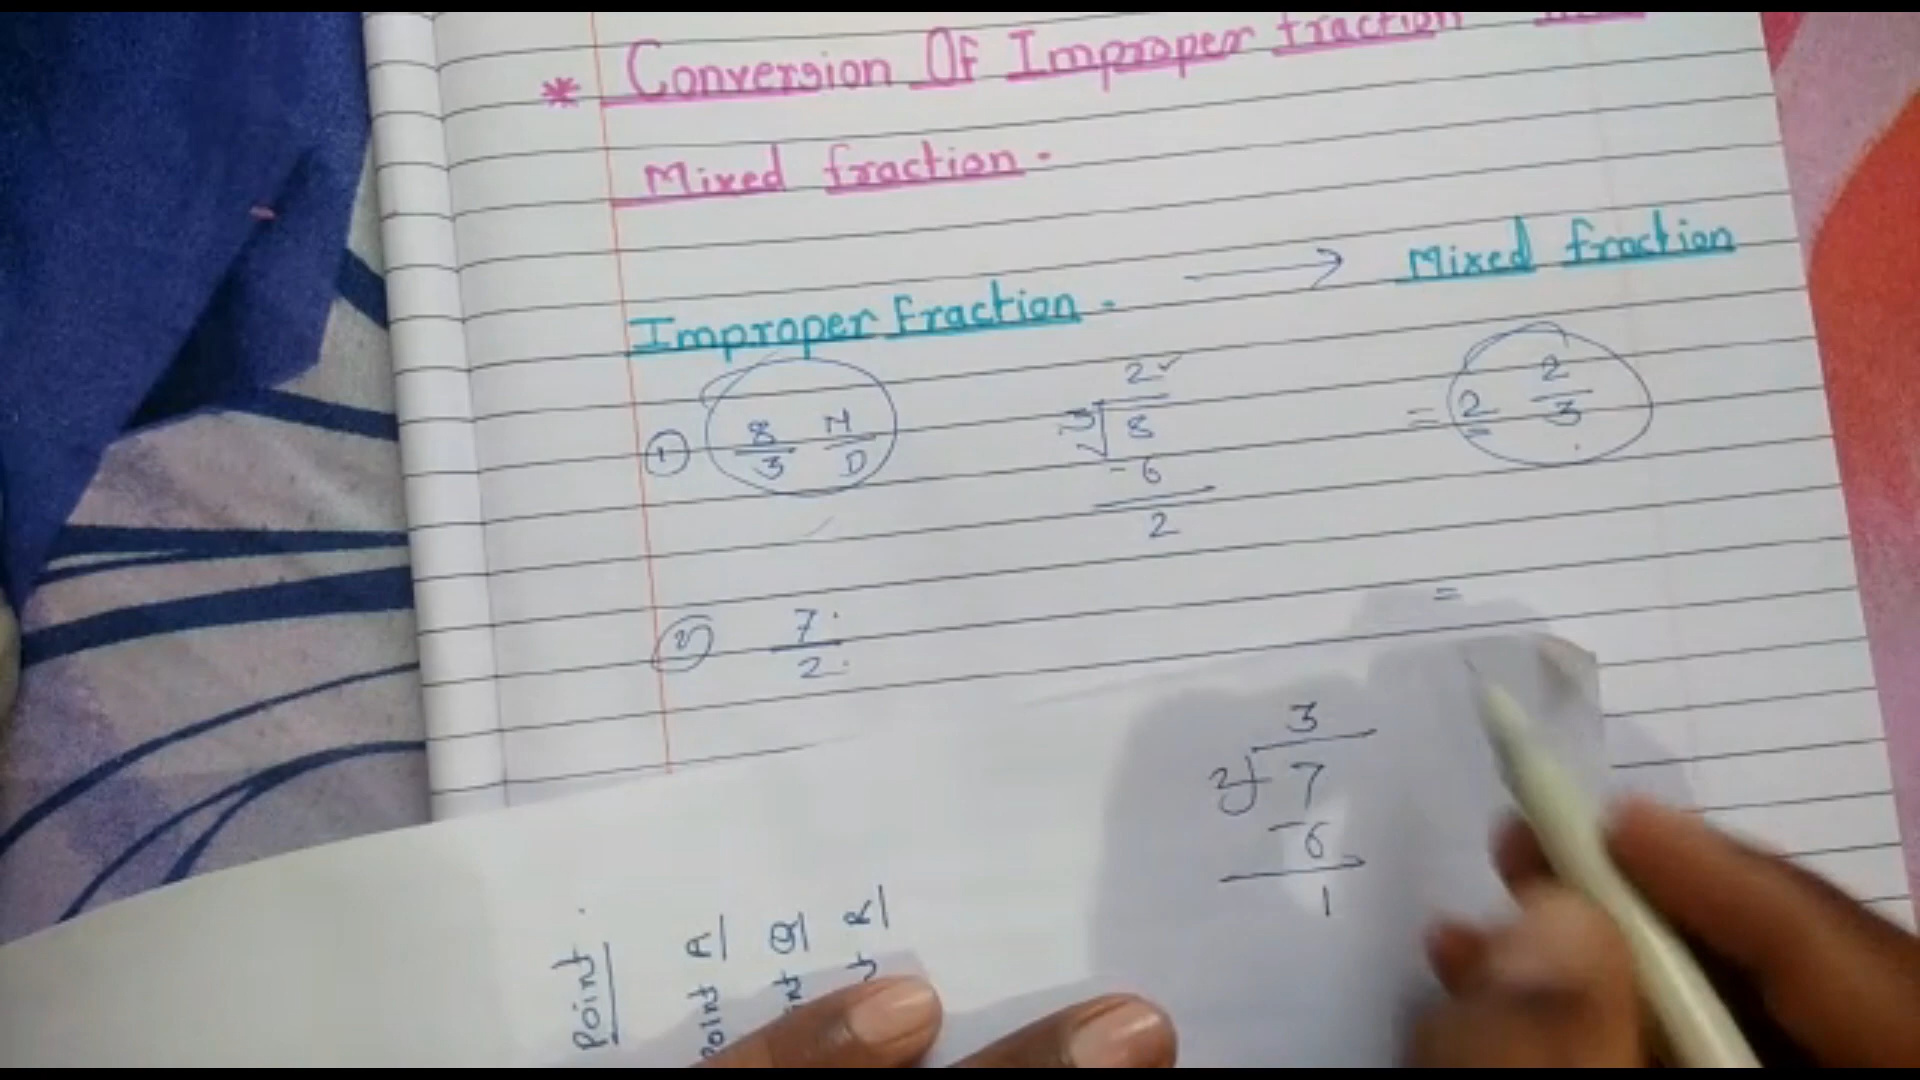 * Conversion Of Improper fraction
Mixed fraction.
Improper Fraction. → Mixed fraction
① 8/3 N/D
2✓
3 8
-6
2
= 2 2/3
② 7/2 =
3
2 7
-6
1
Point.
Point A
Q
R